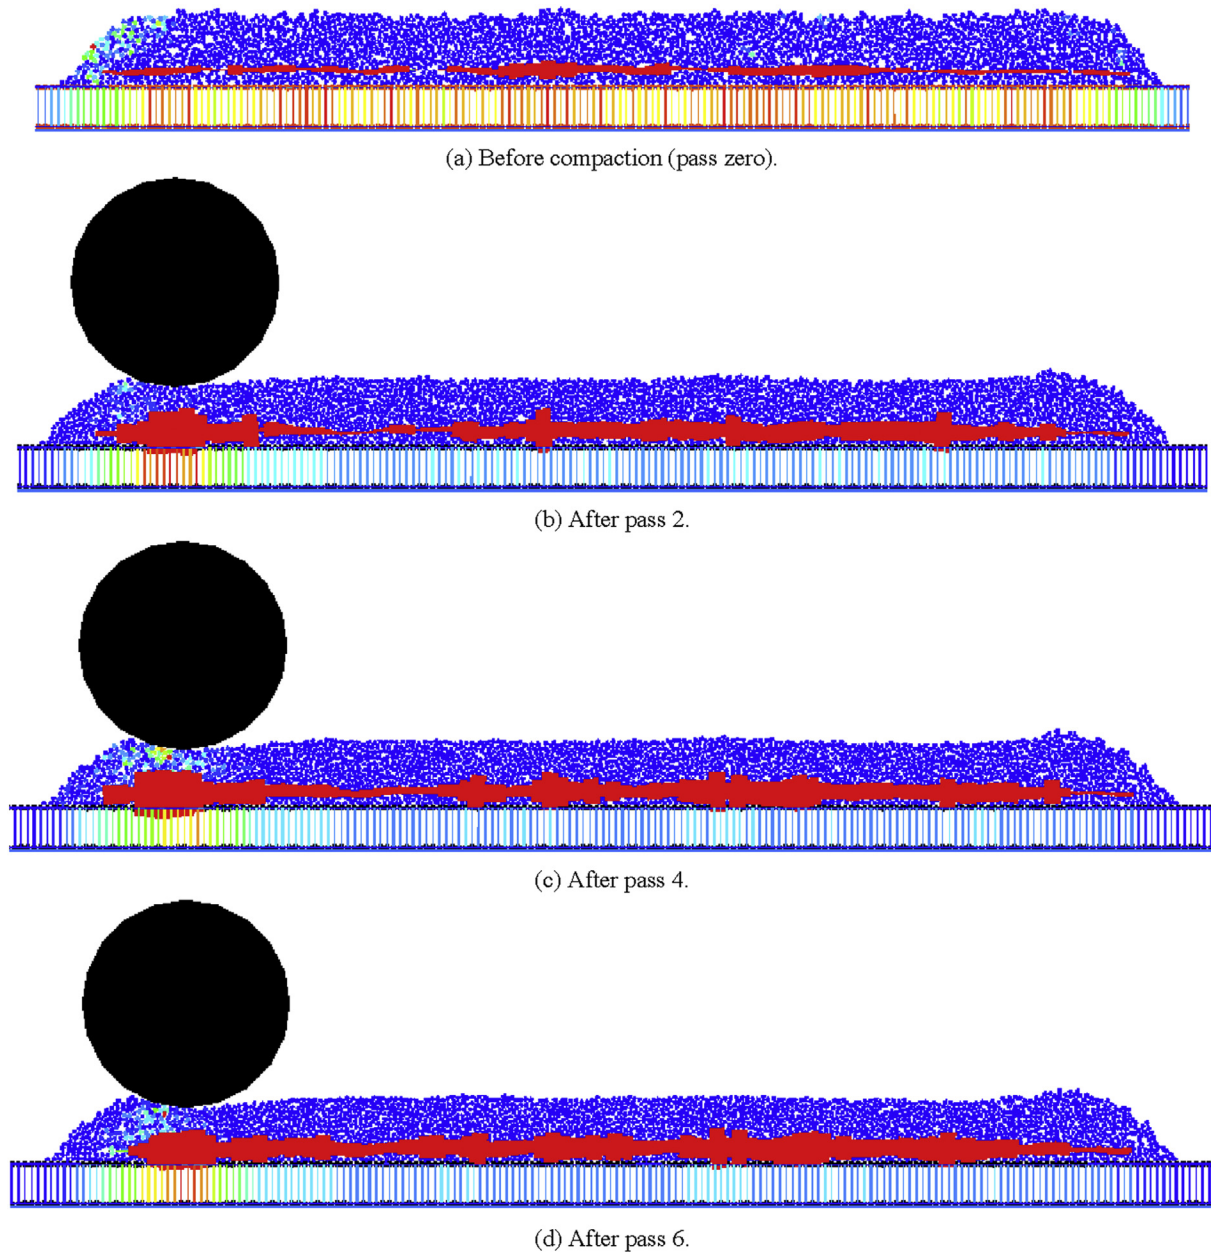 (a) Before compaction (pass zero).
(b) After pass 2.
(c) After pass 4.
(d) After pass 6.